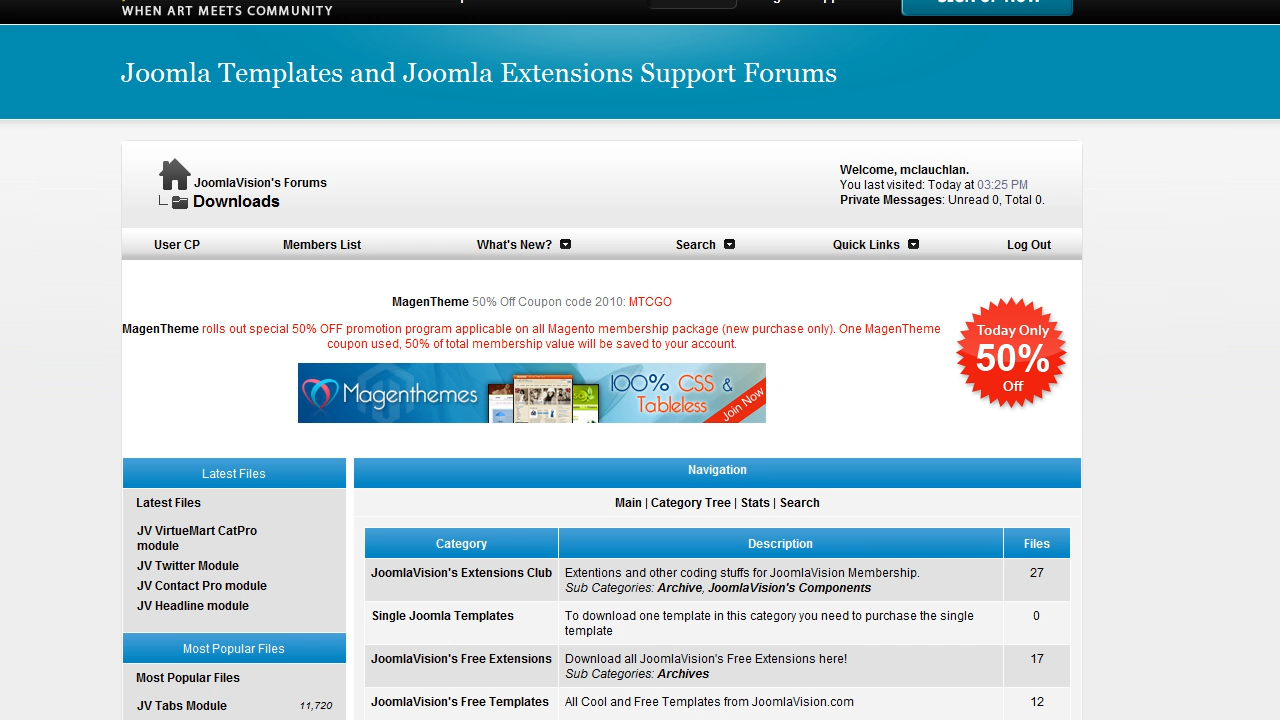 WHEN ART MEETS COMMUNITY
Joomla Templates and Joomla Extensions Support Forums
JoomlaVision's Forums
Downloads
Welcome, mclauchlan.
You last visited: Today at 03:25 PM
Private Messages: Unread 0, Total 0.
User CP
Members List
What's New?
Search
Quick Links
Log Out
MagenTheme 50% Off Coupon code 2010: MTCGO
MagenTheme rolls out special 50% OFF promotion program applicable on all Magento membership package (new purchase only). One MagenTheme
coupon used, 50% of total membership value will be saved to your account.
Today Only
50%
Off
Magenthemes
100% CSS &
Tableless
Join Now
Latest Files
Latest Files
JV VirtueMart CatPro
module
JV Twitter Module
JV Contact Pro module
JV Headline module
Most Popular Files
Most Popular Files
JV Tabs Module 11,720
Navigation
Main | Category Tree | Stats | Search
Category Description Files
JoomlaVision's Extensions Club Extentions and other coding stuffs for JoomlaVision Membership. 27
Sub Categories: Archive, JoomlaVision's Components
Single Joomla Templates To download one template in this category you need to purchase the single 0
template
JoomlaVision's Free Extensions Download all JoomlaVision's Free Extensions here! 17
Sub Categories: Archives
JoomlaVision's Free Templates All Cool and Free Templates from JoomlaVision.com 12